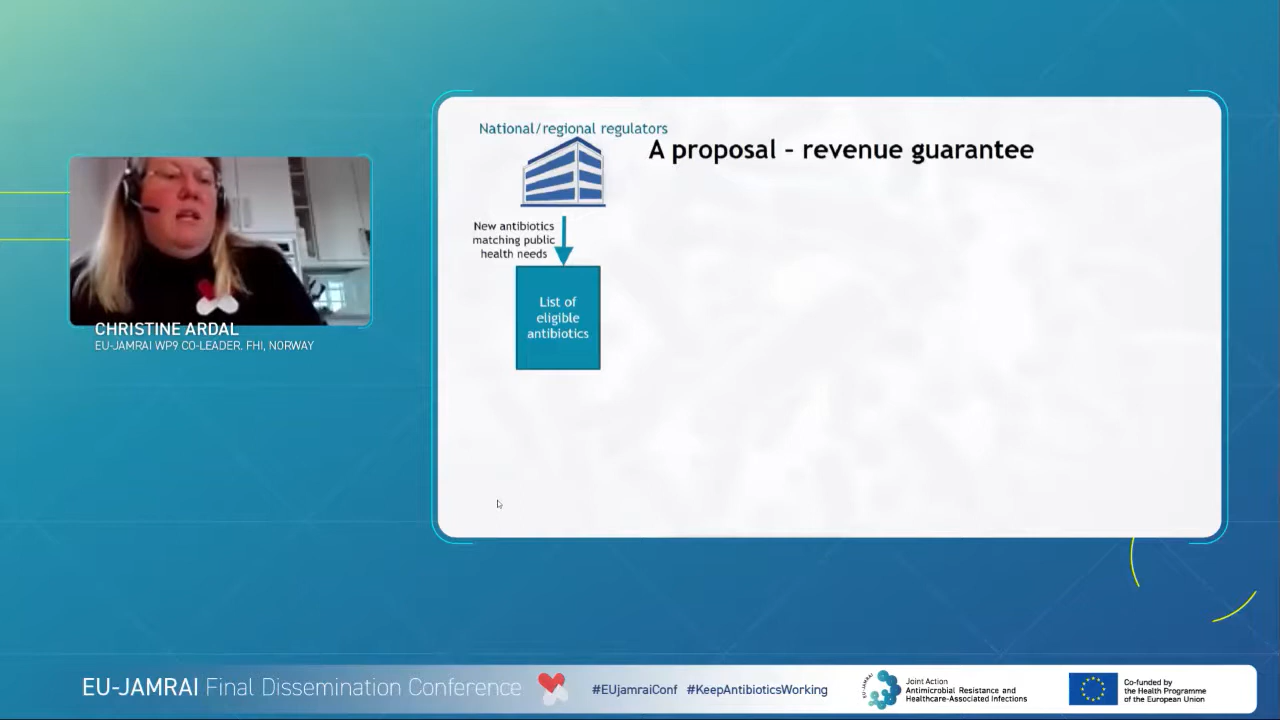 National/regional regulators
A proposal – revenue guarantee
New antibiotics
matching public
health needs
List of
eligible
antibiotics
CHRISTINE ARDAL
EU-JAMRAI WP9 CO-LEADER. FHI, NORWAY
EU-JAMRAI Final Dissemination Conference
#EUjamraiConf #KeepAntibioticsWorking
EU-JAMRAI
Joint Action
Antimicrobial Resistance and
Healthcare-Associated Infections
Co-funded by
the Health Programme
of the European Union